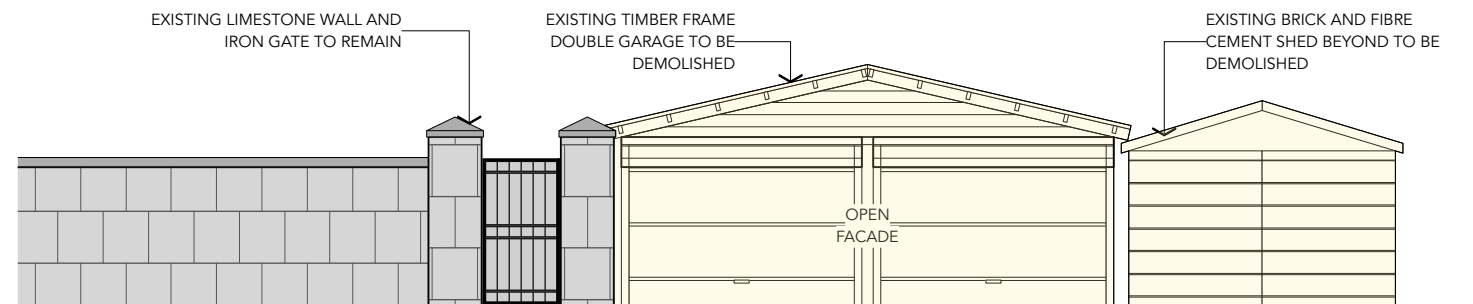 EXISTING LIMESTONE WALL AND
IRON GATE TO REMAIN
EXISTING TIMBER FRAME
DOUBLE GARAGE TO BE
DEMOLISHED
EXISTING BRICK AND FIBRE
CEMENT SHED BEYOND TO BE
DEMOLISHED
OPEN
FACADE